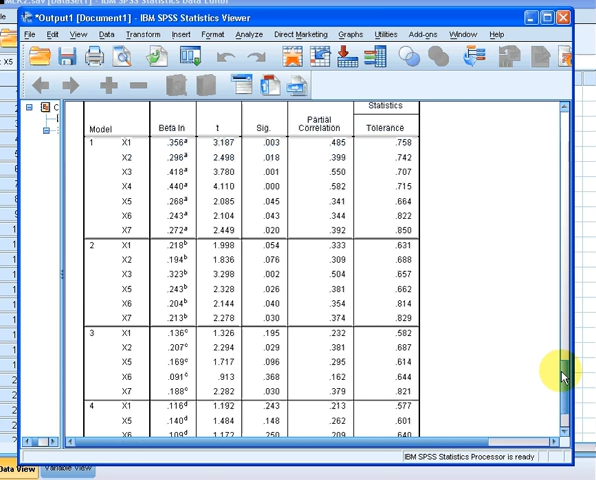 *Output1 [Document1] - IBM SPSS Statistics Viewer
File Edit View Data Transform Insert Format Analyze Direct Marketing Graphs Utilities Add-ons Window Help
Statistics
Model Beta In t Sig. Partial Correlation Tolerance
1 X1 .356a 3.187 .003 .485 .758
X2 .296a 2.498 .018 .399 .742
X3 .418a 3.780 .001 .550 .707
X4 .440a 4.110 .000 .582 .715
X5 .268a 2.085 .045 .341 .664
X6 .243a 2.104 .043 .344 .822
X7 .272a 2.449 .020 .392 .850
2 X1 .218b 1.998 .054 .333 .631
X2 .194b 1.836 .076 .309 .688
X3 .323b 3.298 .002 .504 .657
X5 .243b 2.328 .026 .381 .662
X6 .204b 2.144 .040 .354 .814
X7 .213b 2.278 .030 .374 .829
3 X1 .136c 1.326 .195 .232 .582
X2 .207c 2.294 .029 .381 .687
X5 .169c 1.717 .096 .295 .614
X6 .091c .913 .368 .162 .644
X7 .188c 2.282 .030 .379 .821
4 X1 .116d 1.192 .243 .213 .577
X5 .140d 1.484 .148 .262 .601
X6 .109d 1.172 .250 .209 .640
IBM SPSS Statistics Processor is ready
Data View Variable View